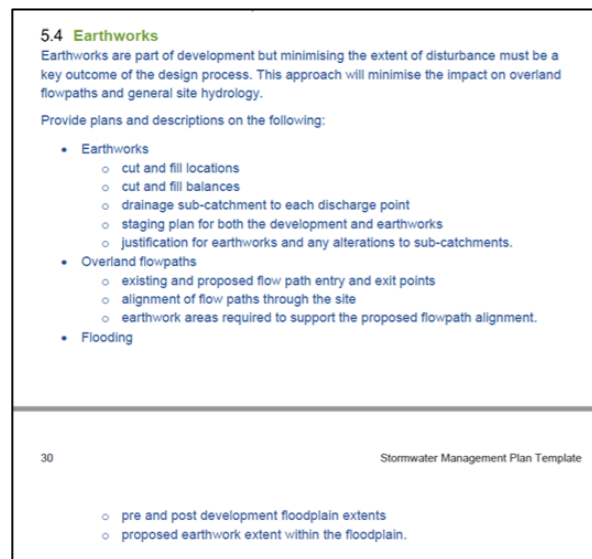 5.4 Earthworks
Earthworks are part of development but minimising the extent of disturbance must be a
key outcome of the design process. This approach will minimise the impact on overland
flowpaths and general site hydrology.
Provide plans and descriptions on the following:
• Earthworks
o cut and fill locations
o cut and fill balances
o drainage sub-catchment to each discharge point
o staging plan for both the development and earthworks
o justification for earthworks and any alterations to sub-catchments.
• Overland flowpaths
o existing and proposed flow path entry and exit points
o alignment of flow paths through the site
o earthwork areas required to support the proposed flowpath alignment.
• Flooding
30 Stormwater Management Plan Template
o pre and post development floodplain extents
o proposed earthwork extent within the floodplain.